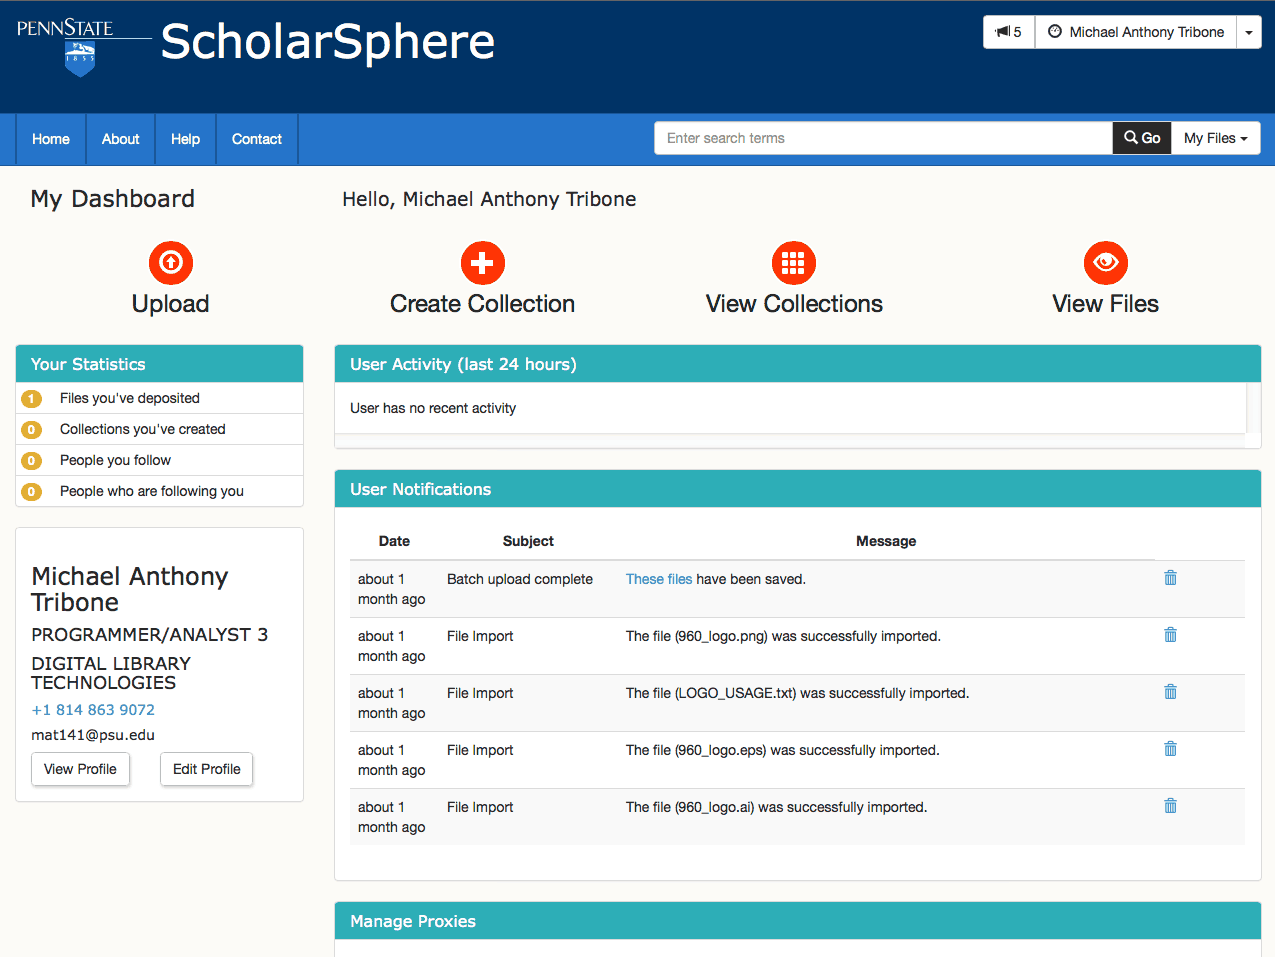 PENNSTATE
1855
ScholarSphere
5
Michael Anthony Tribone
Home
About
Help
Contact
Enter search terms
Go
My Files
My Dashboard
Hello, Michael Anthony Tribone
Upload
Create Collection
View Collections
View Files
Your Statistics
1 Files you've deposited
0 Collections you've created
0 People you follow
0 People who are following you
Michael Anthony
Tribone
PROGRAMMER/ANALYST 3
DIGITAL LIBRARY
TECHNOLOGIES
+1 814 863 9072
mat141@psu.edu
View Profile
Edit Profile
User Activity (last 24 hours)
User has no recent activity
User Notifications
Date Subject Message
about 1 Batch upload complete These files have been saved.
month ago
about 1 File Import The file (960_logo.png) was successfully imported.
month ago
about 1 File Import The file (LOGO_USAGE.txt) was successfully imported.
month ago
about 1 File Import The file (960_logo.eps) was successfully imported.
month ago
about 1 File Import The file (960_logo.ai) was successfully imported.
month ago
Manage Proxies